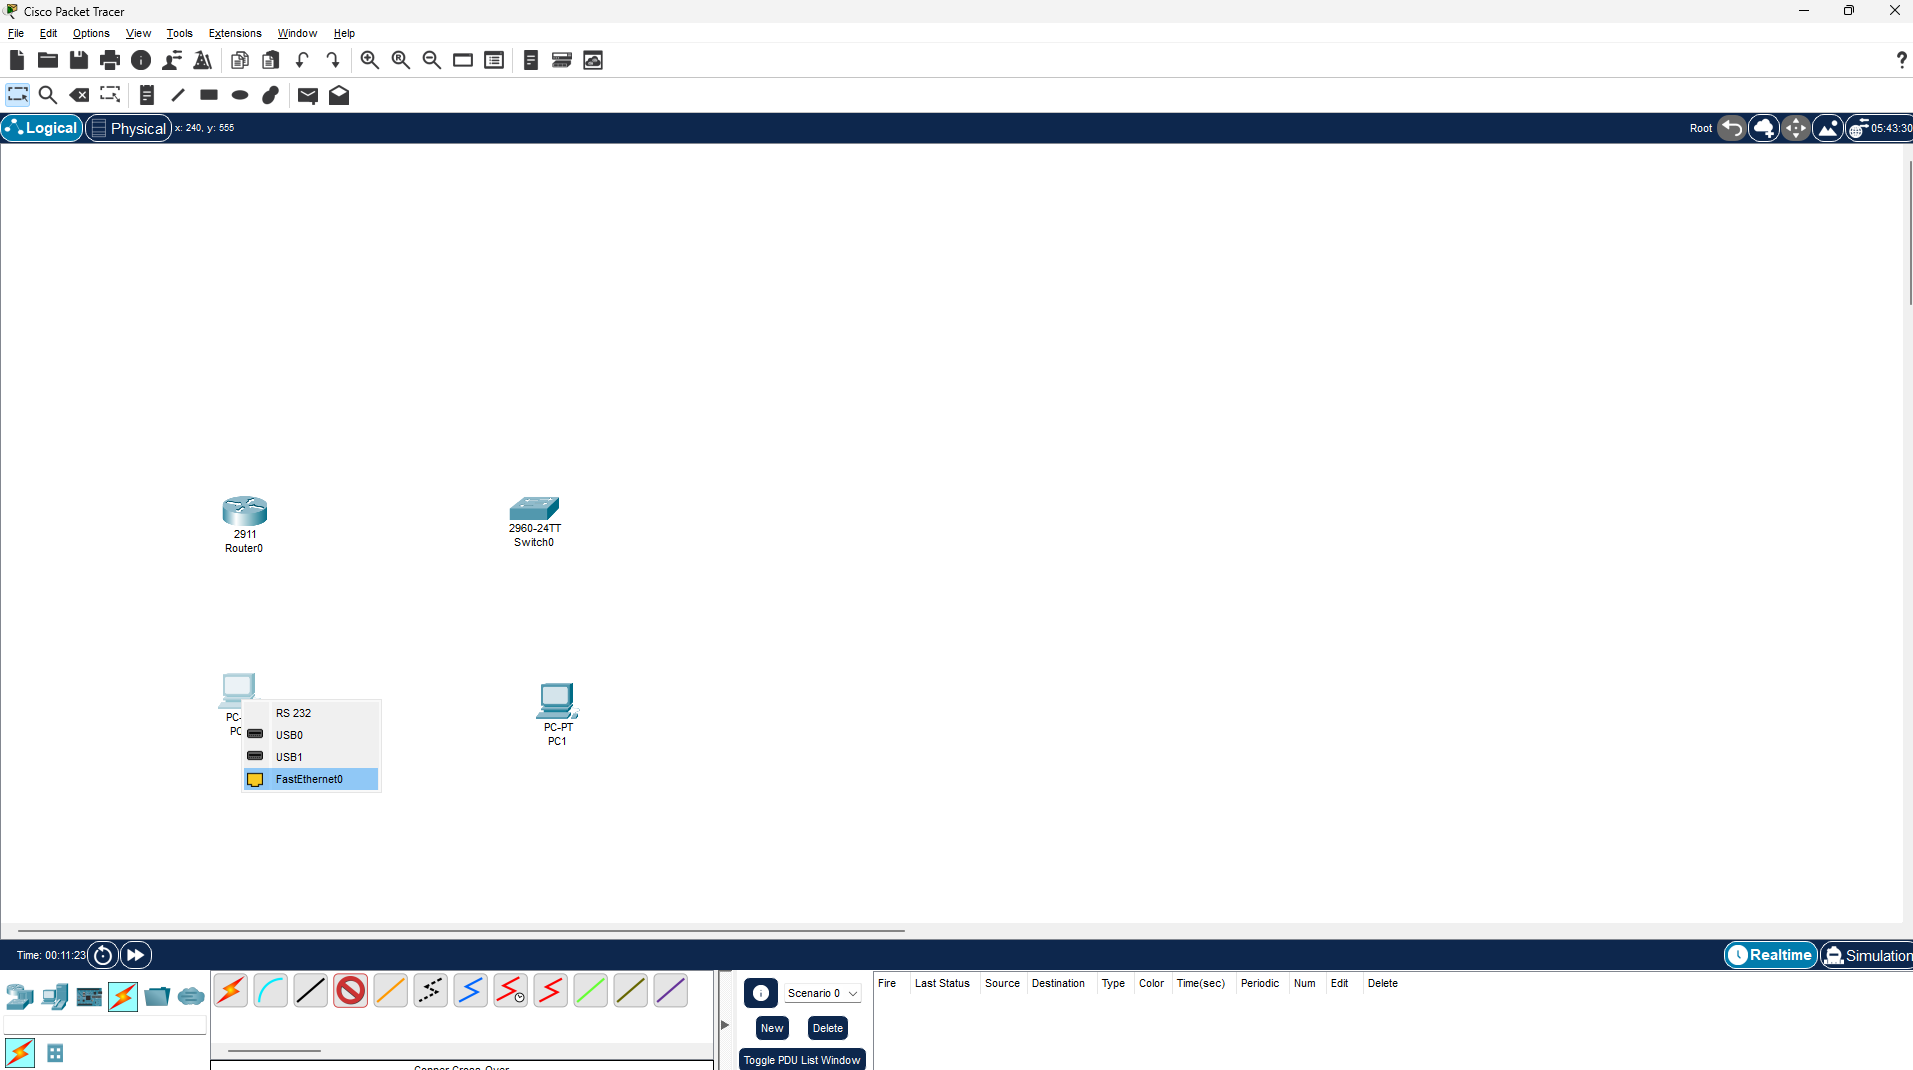 Cisco Packet Tracer
File Edit Options View Tools Extensions Window Help
?
Logical Physical x: 240, y: 555 Root 05:43:30
2911
Router0
2960-24TT
Switch0
PC-
PC
RS 232
USB0
USB1
FastEthernet0
PC-PT
PC1
Time: 00:11:23 Realtime Simulation
Scenario 0
New Delete
Toggle PDU List Window
Fire Last Status Source Destination Type Color Time(sec) Periodic Num Edit Delete
Copper Cross-Over